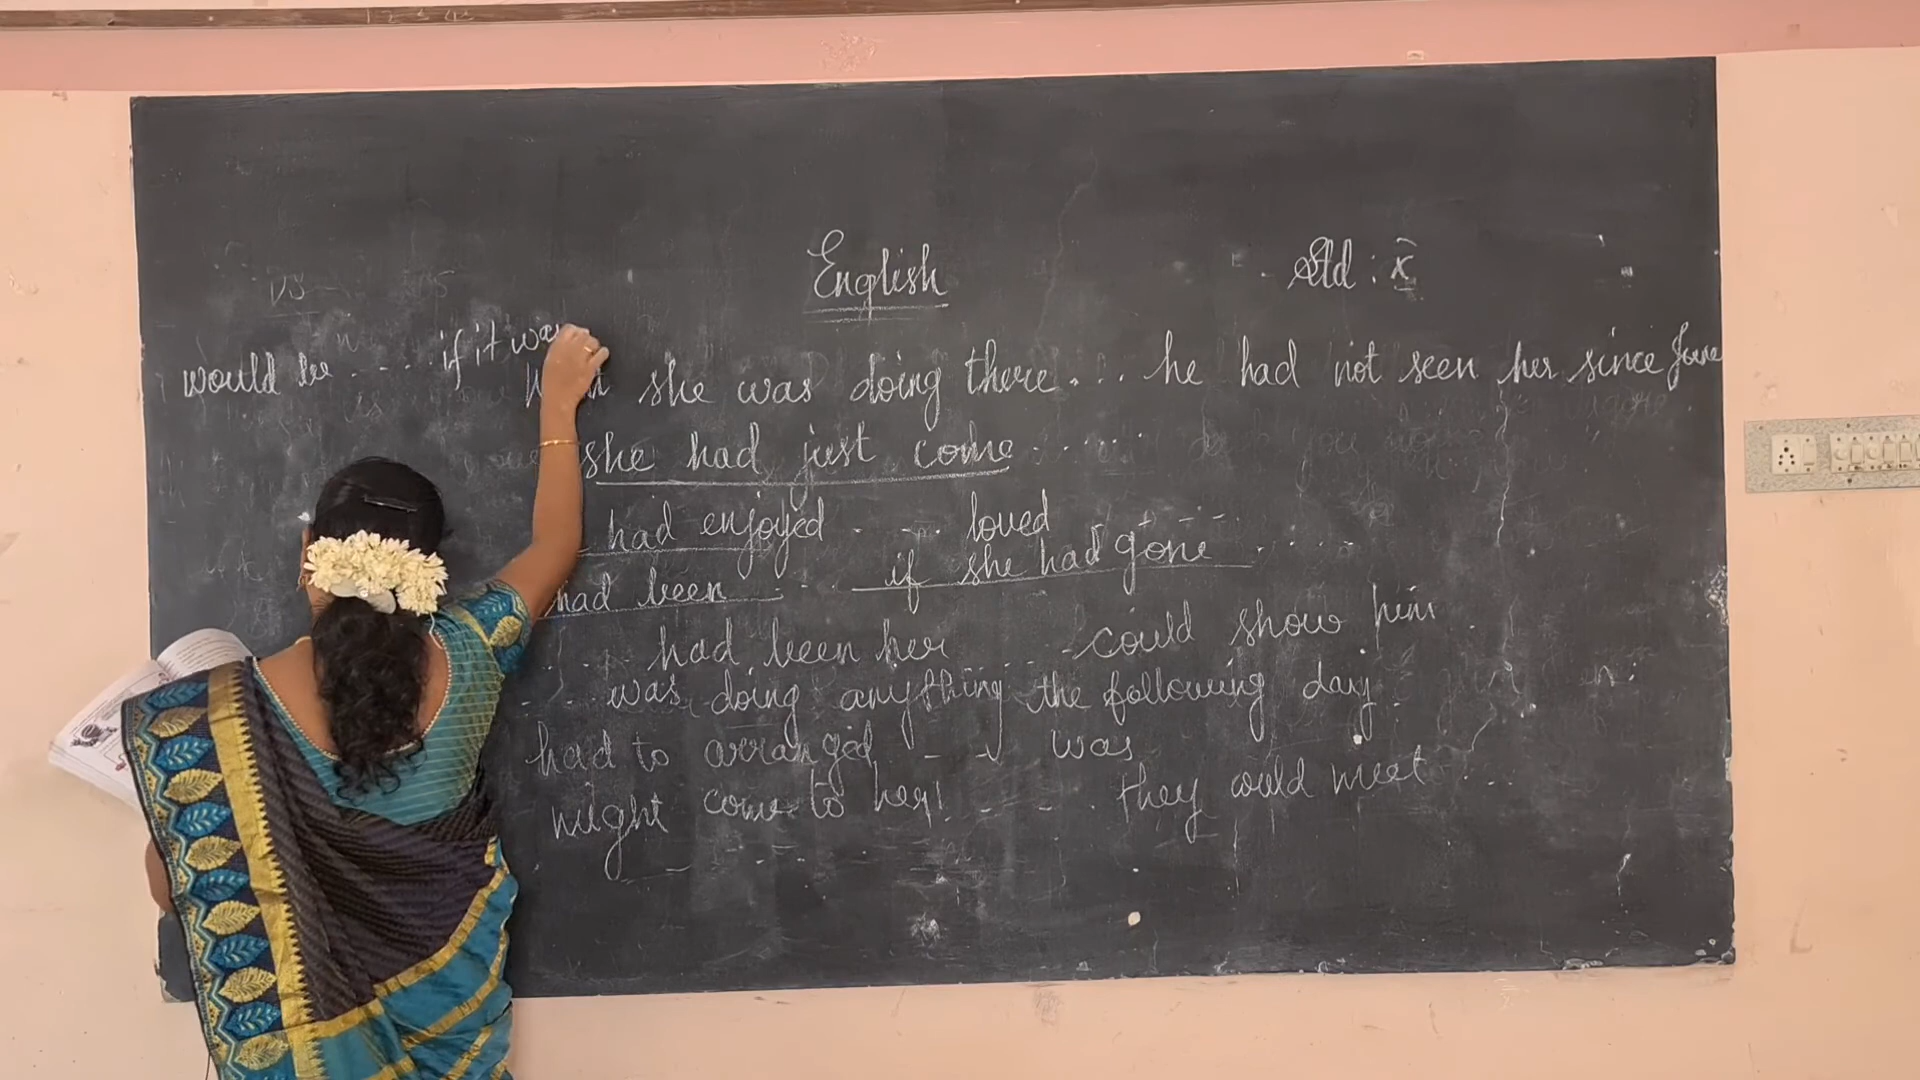 English
Std : X
would be .... if it was
she was doing there... he had not seen her since June
she had just come .....
had enjoyed ... loved
had been ... if she had gone ....
.... had been her .... could show him
... was doing anything the following day.
had to arranged -- was
might come to her! -- . they could meet ...